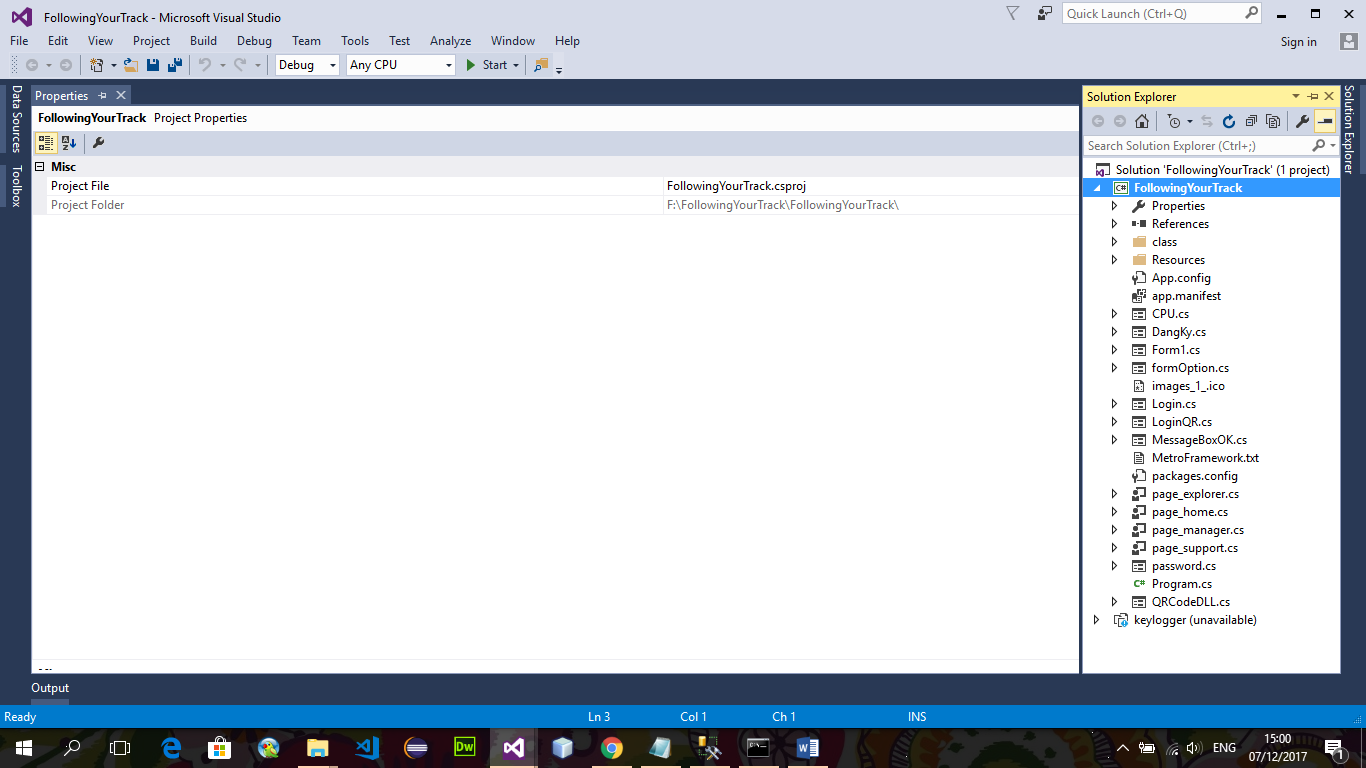 FollowingYourTrack - Microsoft Visual Studio
Quick Launch (Ctrl+Q)
File Edit View Project Build Debug Team Tools Test Analyze Window Help
Sign in
Debug Any CPU Start
Data Sources
Toolbox
Properties
FollowingYourTrack Project Properties
Misc
Project File FollowingYourTrack.csproj
Project Folder F:\FollowingYourTrack\FollowingYourTrack\
Solution Explorer
Search Solution Explorer (Ctrl+;)
Solution 'FollowingYourTrack' (1 project)
C# FollowingYourTrack
Properties
References
class
Resources
App.config
app.manifest
CPU.cs
DangKy.cs
Form1.cs
formOption.cs
images_1_.ico
Login.cs
LoginQR.cs
MessageBoxOK.cs
MetroFramework.txt
packages.config
page_explorer.cs
page_home.cs
page_manager.cs
page_support.cs
password.cs
C# Program.cs
QRCodeDLL.cs
keylogger (unavailable)
Solution Explorer
Output
Ready Ln 3 Col 1 Ch 1 INS
Dw
ENG
15:00
07/12/2017
1